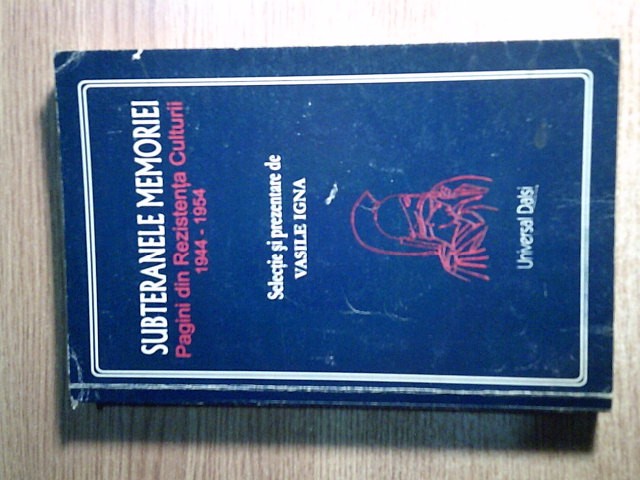 SUBTERANELE MEMORIEI
Pagini din Rezistența Culturii
1944 - 1954
Selecție și prezentare de
VASILE IGNA
Universal Dalsi